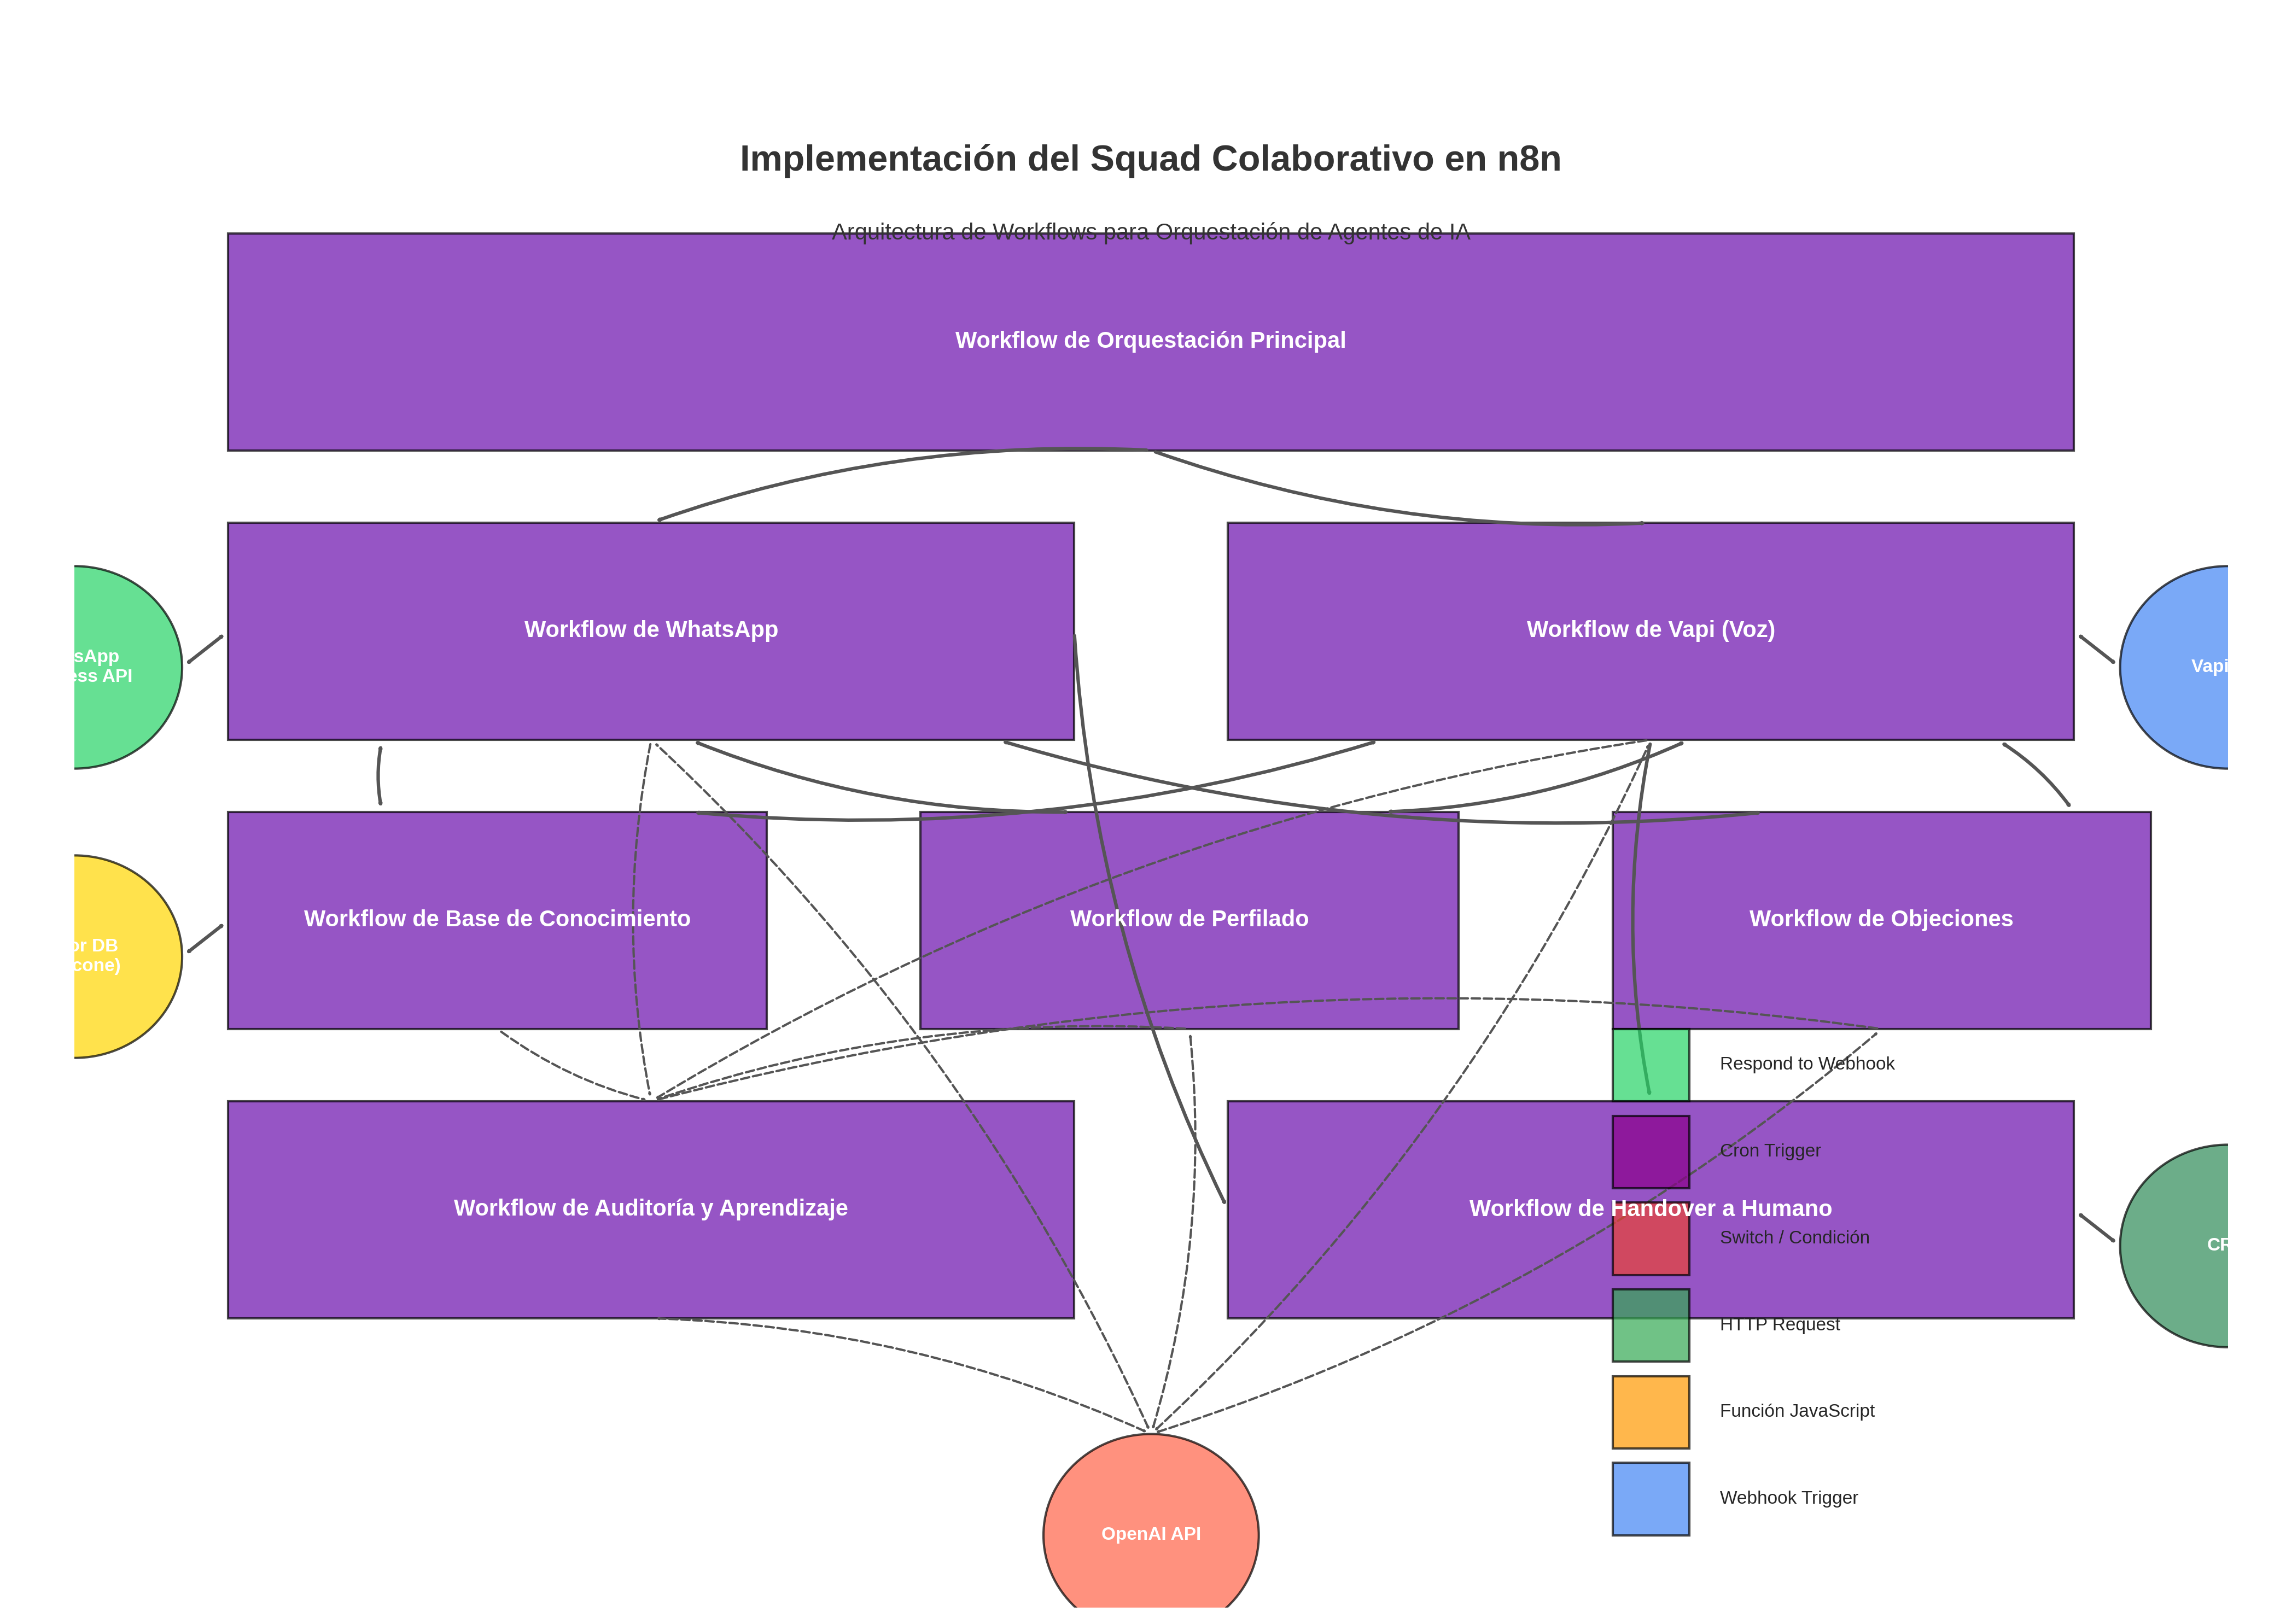 Implementación del Squad Colaborativo en n8n
Arquitectura de Workflows para Orquestación de Agentes de IA
Workflow de Orquestación Principal
Workflow de WhatsApp
Workflow de Vapi (Voz)
sApp
ess API
Vapi
Workflow de Base de Conocimiento
Workflow de Perfilado
Workflow de Objeciones
or DB
cone)
Respond to Webhook
Cron Trigger
Workflow de Auditoría y Aprendizaje
Workflow de Handover a Humano
Switch / Condición
CR
HTTP Request
Función JavaScript
Webhook Trigger
OpenAI API